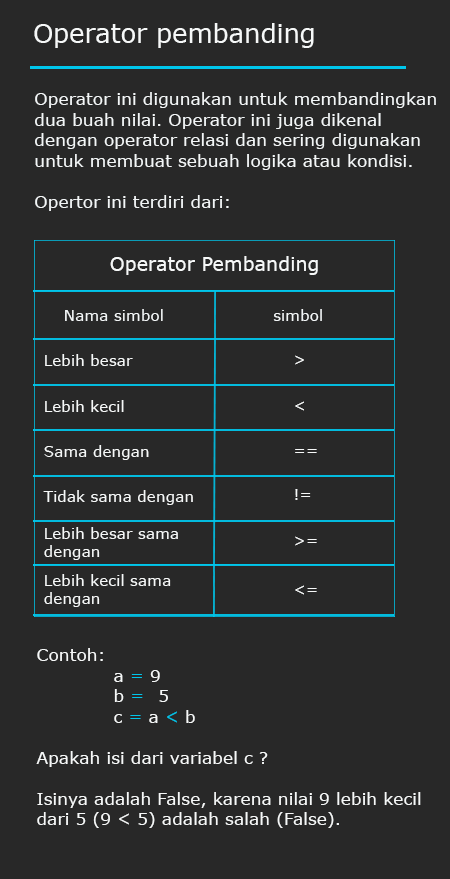 Operator pembanding
Operator ini digunakan untuk membandingkan
dua buah nilai. Operator ini juga dikenal
dengan operator relasi dan sering digunakan
untuk membuat sebuah logika atau kondisi.
Opertor ini terdiri dari:
Operator Pembanding
Nama simbol simbol
Lebih besar >
Lebih kecil <
Sama dengan ==
Tidak sama dengan !=
Lebih besar sama
dengan >=
Lebih kecil sama
dengan <=
Contoh:
a = 9
b = 5
c = a < b
Apakah isi dari variabel c ?
Isinya adalah False, karena nilai 9 lebih kecil
dari 5 (9 < 5) adalah salah (False).